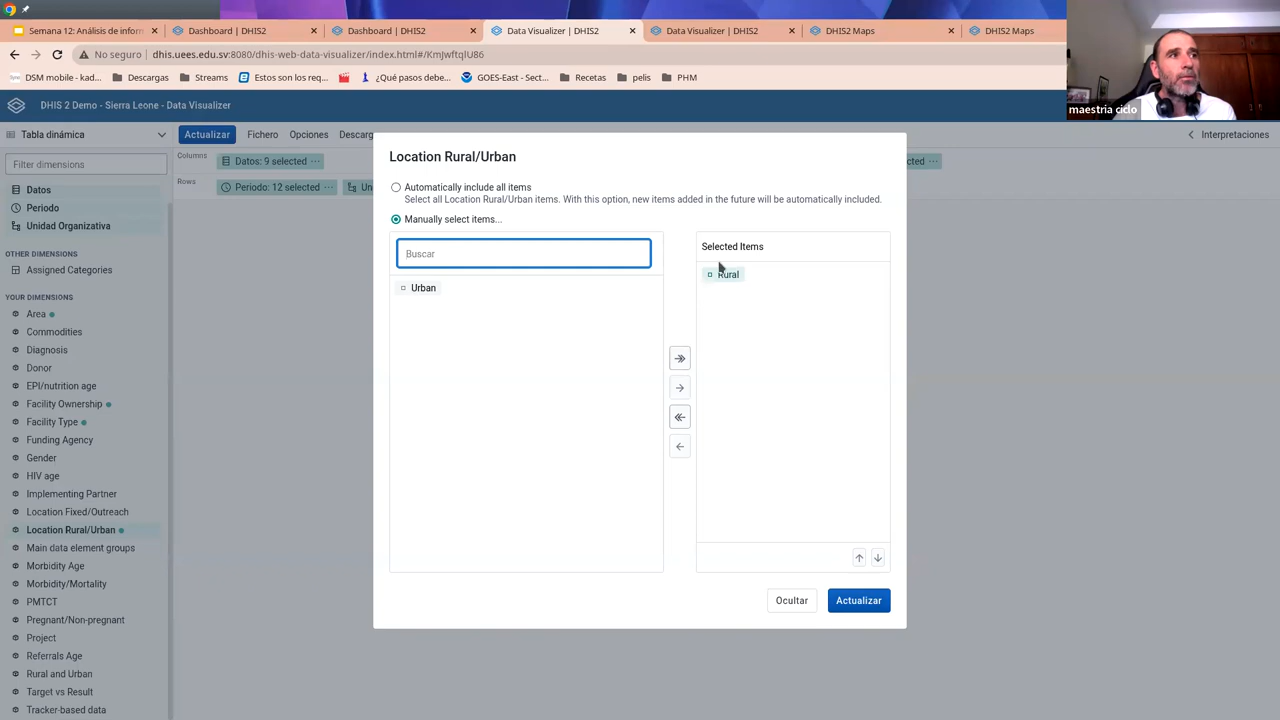 Semana 12: Análisis de inforr
Dashboard | DHIS2
Dashboard | DHIS2
Data Visualizer | DHIS2
Data Visualizer | DHIS2
DHIS2 Maps
DHIS2 Maps
No seguro
dhis.uees.edu.sv:8080/dhis-web-data-visualizer/index.html#/KmJwftqIU86
DSM mobile - kad...
Descargas
Streams
Estos son los req...
¿Qué pasos debe...
GOES-East - Sect...
Recetas
pelis
PHM
maestria ciclo
DHIS 2 Demo - Sierra Leone - Data Visualizer
Tabla dinámica
Actualizar
Fichero
Opciones
Descarg
Interpretaciones
Filter dimensions
Columns
Datos: 9 selected
cted
Rows
Periodo: 12 selected
Un
Datos
Periodo
Unidad Organizativa
OTHER DIMENSIONS
Assigned Categories
YOUR DIMENSIONS
Area
Commodities
Diagnosis
Donor
EPI/nutrition age
Facility Ownership
Facility Type
Funding Agency
Gender
HIV age
Implementing Partner
Location Fixed/Outreach
Location Rural/Urban
Main data element groups
Morbidity Age
Morbidity/Mortality
PMTCT
Pregnant/Non-pregnant
Project
Referrals Age
Rural and Urban
Target vs Result
Tracker-based data
Location Rural/Urban
Automatically include all items
Select all Location Rural/Urban items. With this option, new items added in the future will be automatically included.
Manually select items...
Buscar
Urban
Selected Items
Rural
Ocultar
Actualizar